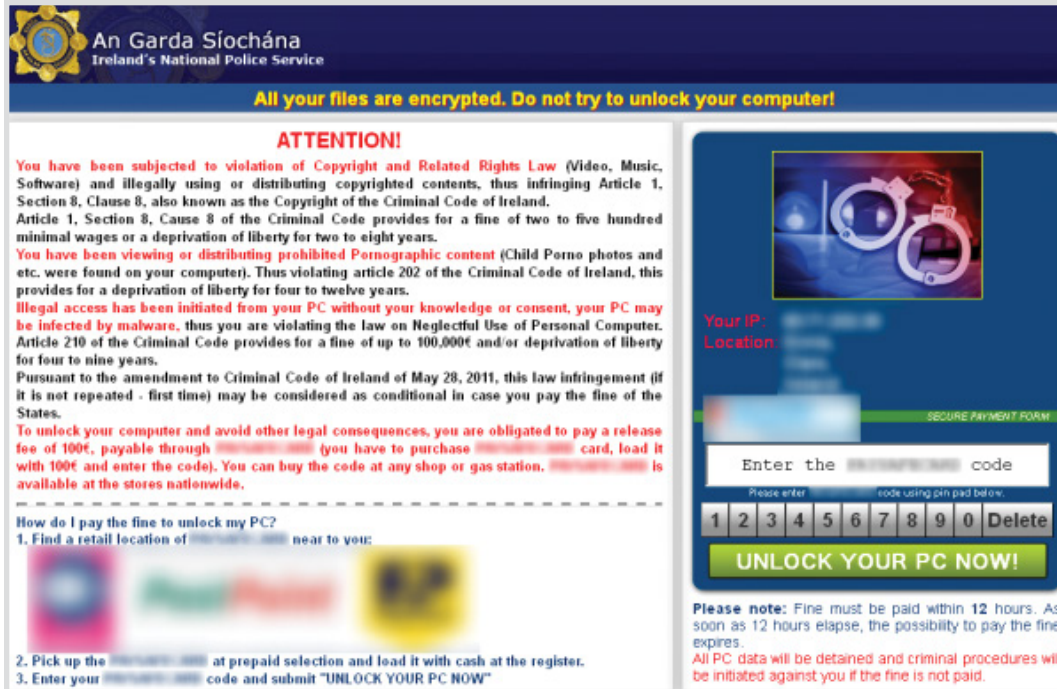 An Garda Síochána
Ireland's National Police Service
All your files are encrypted. Do not try to unlock your computer!
ATTENTION!
You have been subjected to violation of Copyright and Related Rights Law (Video, Music,
Software) and illegally using or distributing copyrighted contents, thus infringing Article 1,
Section 8, Clause 8, also known as the Copyright of the Criminal Code of Ireland.
Article 1, Section 8, Cause 8 of the Criminal Code provides for a fine of two to five hundred
minimal wages or a deprivation of liberty for two to eight years.
You have been viewing or distributing prohibited Pornographic content (Child Porno photos and
etc. were found on your computer). Thus violating article 202 of the Criminal Code of Ireland, this
provides for a deprivation of liberty for four to twelve years.
Illegal access has been initiated from your PC without your knowledge or consent, your PC may
be infected by malware, thus you are violating the law on Neglectful Use of Personal Computer.
Article 210 of the Criminal Code provides for a fine of up to 100,000€ and/or deprivation of liberty
for four to nine years.
Pursuant to the amendment to Criminal Code of Ireland of May 28, 2011, this law infringement (if
it is not repeated - first time) may be considered as conditional in case you pay the fine of the
States.
To unlock your computer and avoid other legal consequences, you are obligated to pay a release
fee of 100€, payable through (you have to purchase card, load it
with 100€ and enter the code). You can buy the code at any shop or gas station. is
available at the stores nationwide.
How do I pay the fine to unlock my PC?
1. Find a retail location of near to you:
2. Pick up the at prepaid selection and load it with cash at the register.
3. Enter your code and submit "UNLOCK YOUR PC NOW"
Your IP:
Location:
SECURE PAYMENT FORM
Enter the code
Please enter code using pin pad below.
1 2 3 4 5 6 7 8 9 0 Delete
UNLOCK YOUR PC NOW!
Please note: Fine must be paid within 12 hours. As
soon as 12 hours elapse, the possibility to pay the fine
expires.
All PC data will be detained and criminal procedures will
be initiated against you if the fine is not paid.